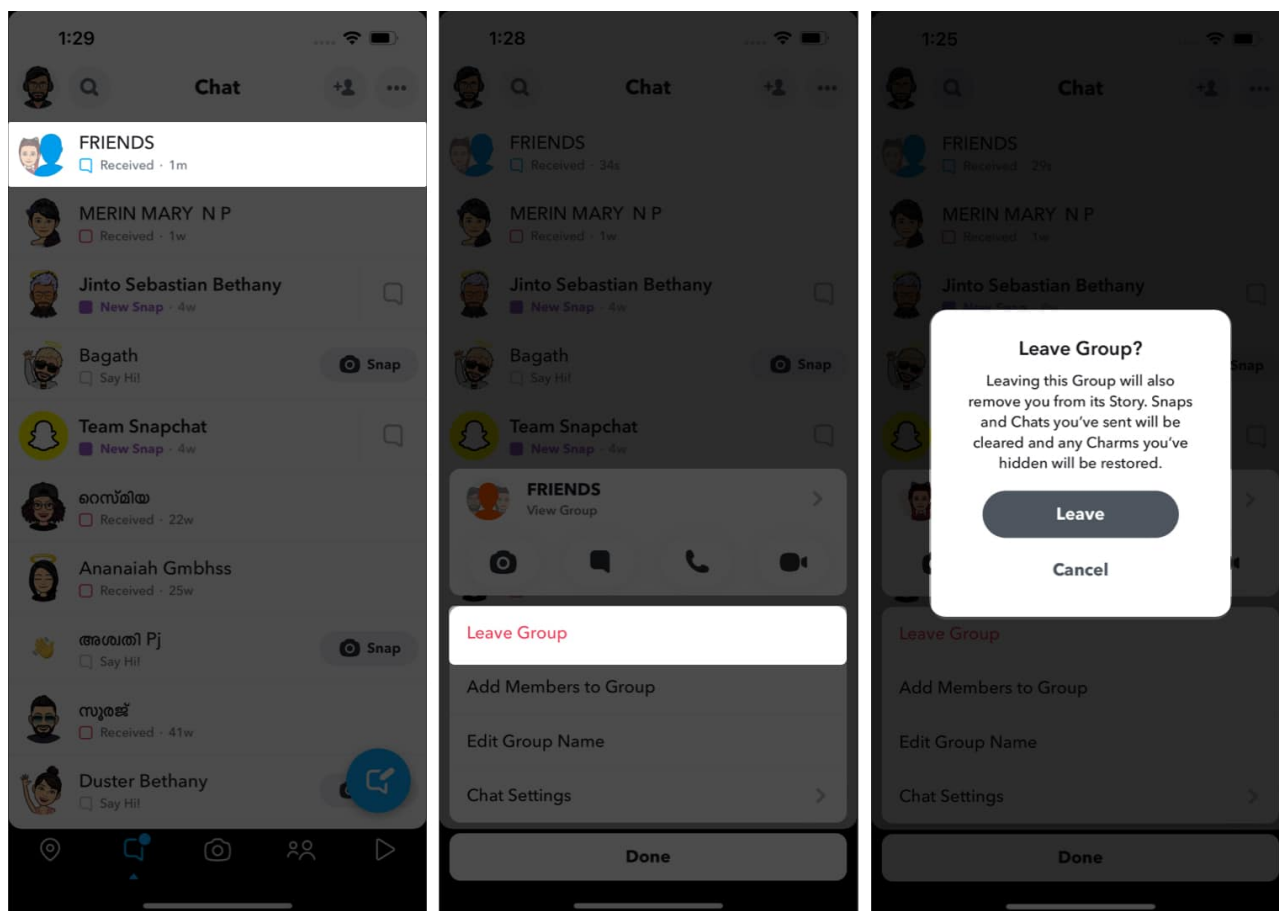 1:29
Chat
FRIENDS
Received · 1m
MERIN MARY N P
Received · 1w
Jinto Sebastian Bethany
New Snap · 4w
Bagath
Say Hi!
Snap
Team Snapchat
New Snap · 4w
റെസ്മിയ
Received · 22w
Ananaiah Gmbhss
Received · 25w
അശ്വതി Pj
Say Hi!
Snap
സൂരജ്
Received · 41w
Duster Bethany
Say Hi!
1:28
Chat
FRIENDS
Received · 34s
MERIN MARY N P
Received · 1w
Jinto Sebastian Bethany
New Snap · 4w
Bagath
Say Hi!
Snap
Team Snapchat
New Snap · 4w
FRIENDS
View Group
Leave Group
Add Members to Group
Edit Group Name
Chat Settings
Done
1:25
Chat
FRIENDS
Received · 29s
MERIN MARY N P
Received · 1w
Jinto Sebastian Bethany
Snap
Leave Group?
Leaving this Group will also
remove you from its Story. Snaps
and Chats you've sent will be
cleared and any Charms you've
hidden will be restored.
Leave
Cancel
Leave Group
Add Members to Group
Edit Group Name
Chat Settings
Done